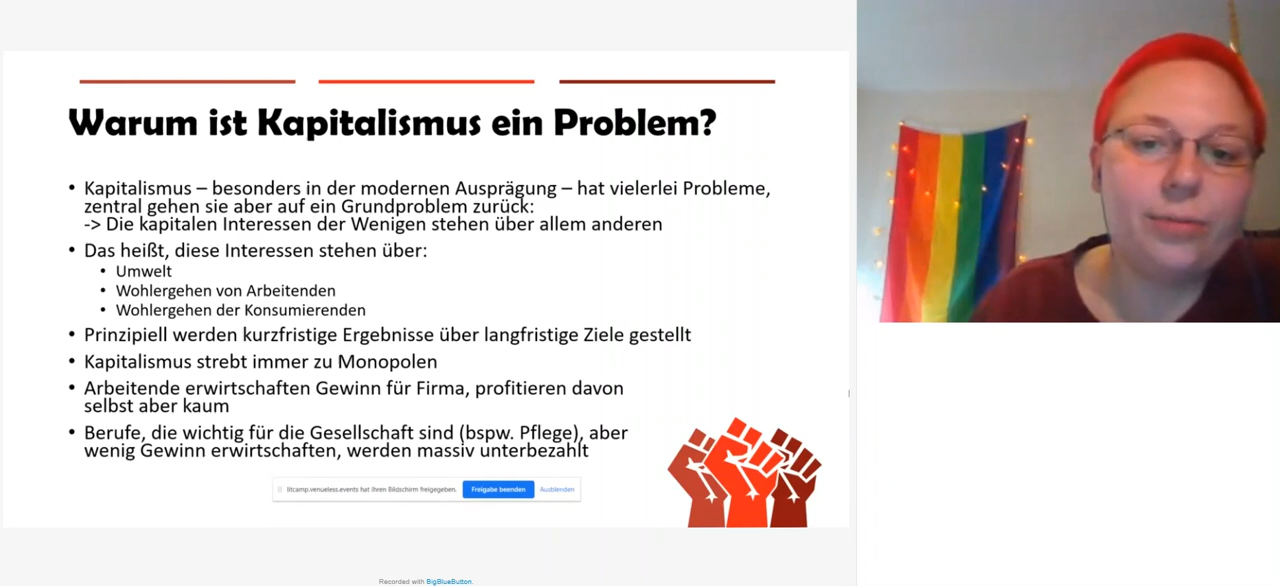 Warum ist Kapitalismus ein Problem?
• Kapitalismus – besonders in der modernen Ausprägung – hat vielerlei Probleme,
zentral gehen sie aber auf ein Grundproblem zurück:
-> Die kapitalen Interessen der Wenigen stehen über allem anderen
• Das heißt, diese Interessen stehen über:
• Umwelt
• Wohlergehen von Arbeitenden
• Wohlergehen der Konsumierenden
• Prinzipiell werden kurzfristige Ergebnisse über langfristige Ziele gestellt
• Kapitalismus strebt immer zu Monopolen
• Arbeitende erwirtschaften Gewinn für Firma, profitieren davon
selbst aber kaum
• Berufe, die wichtig für die Gesellschaft sind (bspw. Pflege), aber
wenig Gewinn erwirtschaften, werden massiv unterbezahlt
litcamp.venueless.events hat Ihren Bildschirm freigegeben. Freigabe beenden Ausblenden
Recorded with BigBlueButton.